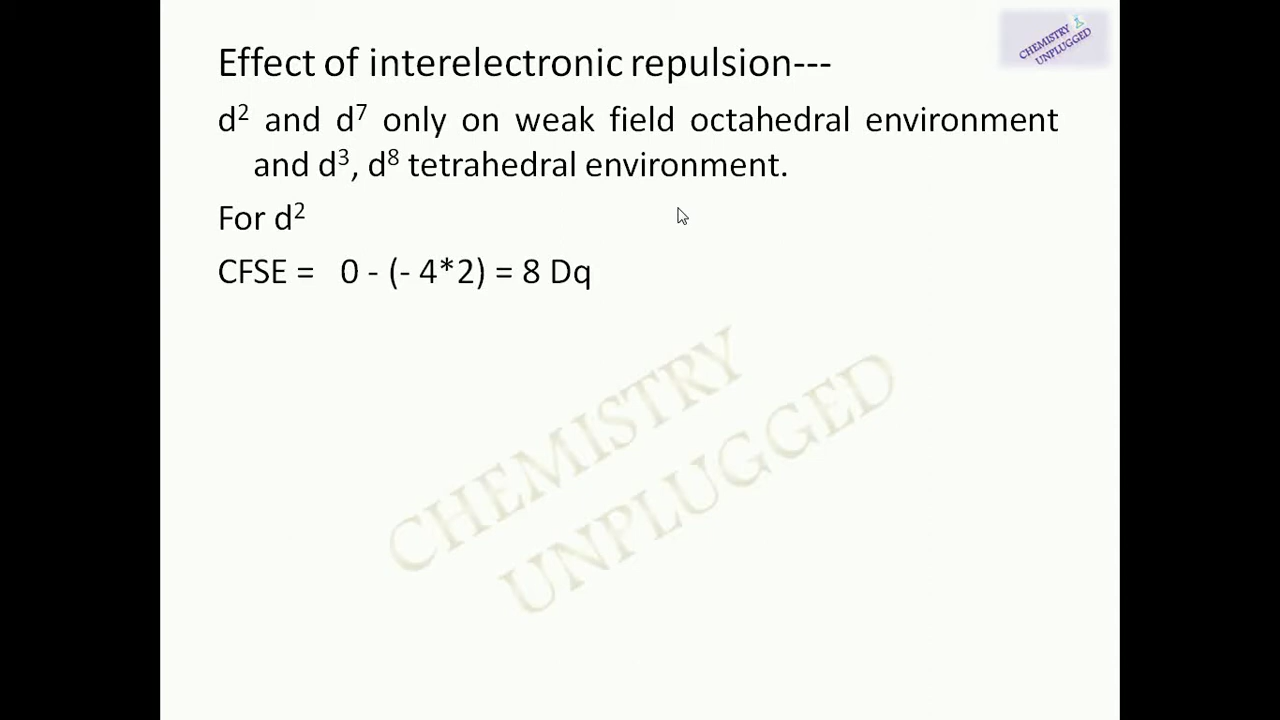 CHEMISTRY
UNPLUGGED
Effect of interelectronic repulsion---
d² and d⁷ only on weak field octahedral environment
and d³, d⁸ tetrahedral environment.
For d²
CFSE = 0 - (- 4*2) = 8 Dq
CHEMISTRY
UNPLUGGED